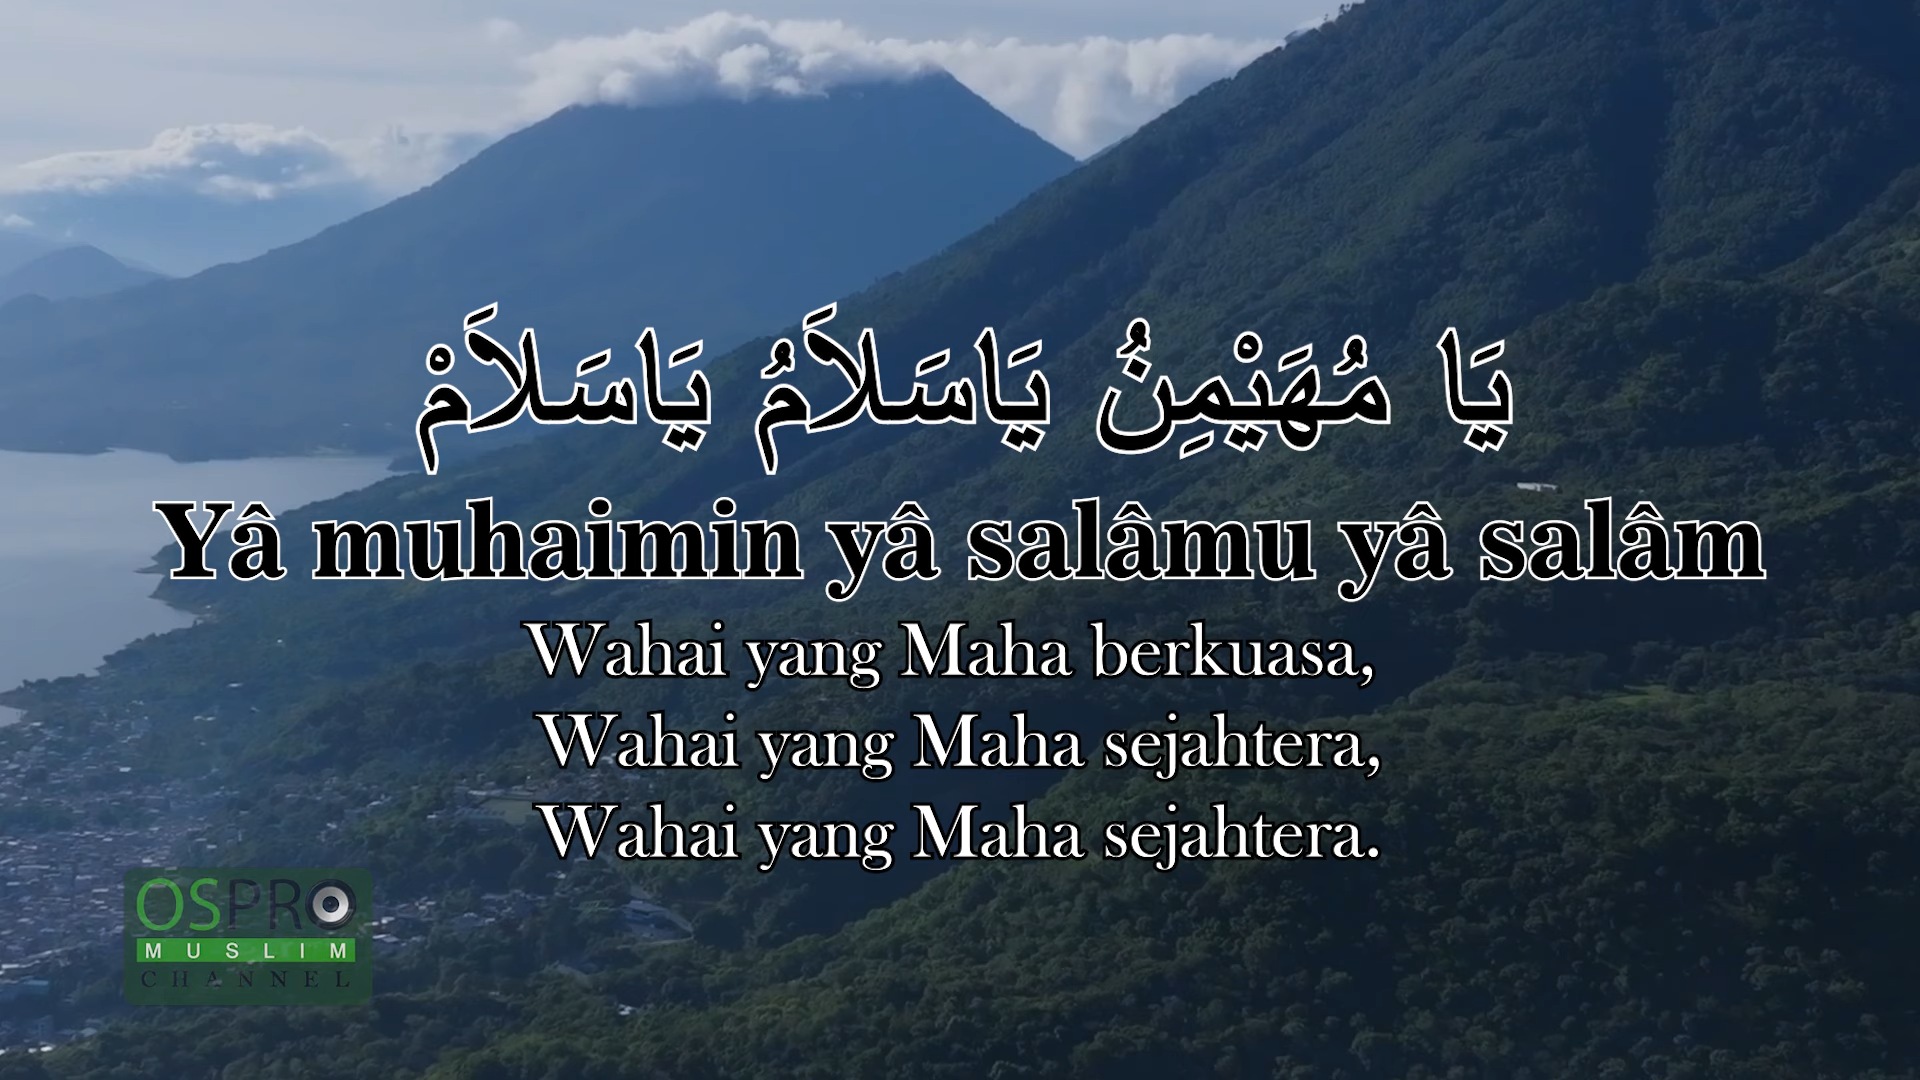 يَا مُهَيْمِنُ يَاسَلاَمُ يَاسَلاَمْ
Yâ muhaimin yâ salâmu yâ salâm
Wahai yang Maha berkuasa,
Wahai yang Maha sejahtera,
Wahai yang Maha sejahtera.
OSPRO
MUSLIM
CHANNEL